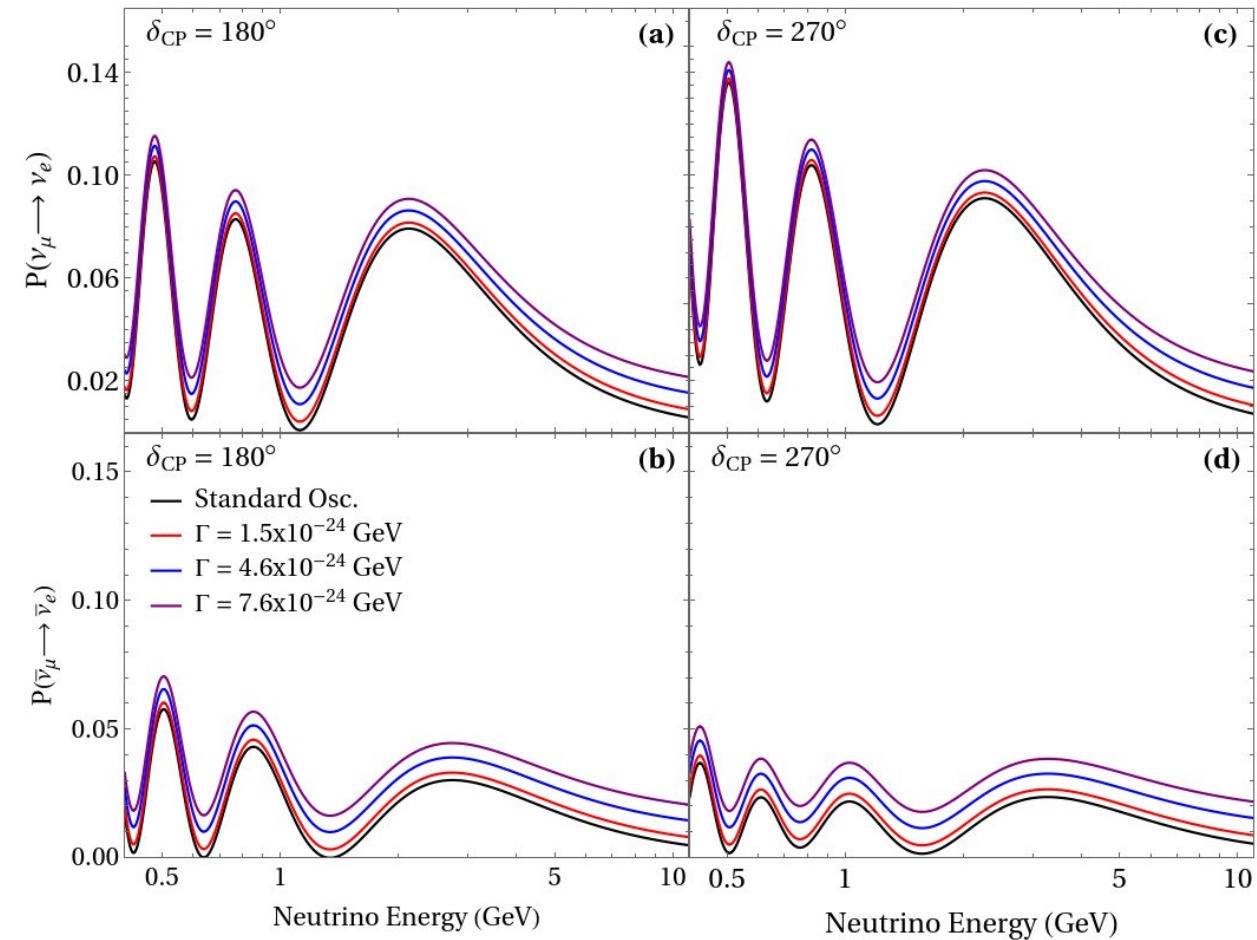 δCP = 180°
(a)
δCP = 270°
(c)
P(νμ⟶ νe)
0.14
0.10
0.06
0.02
δCP = 180°
(b)
δCP = 270°
(d)
P(ν̄μ⟶ ν̄e)
0.15
0.10
0.05
0.00
Standard Osc.
Γ = 1.5x10⁻²⁴ GeV
Γ = 4.6x10⁻²⁴ GeV
Γ = 7.6x10⁻²⁴ GeV
0.5 1 5 10
0.5 1 5 10
Neutrino Energy (GeV)
Neutrino Energy (GeV)